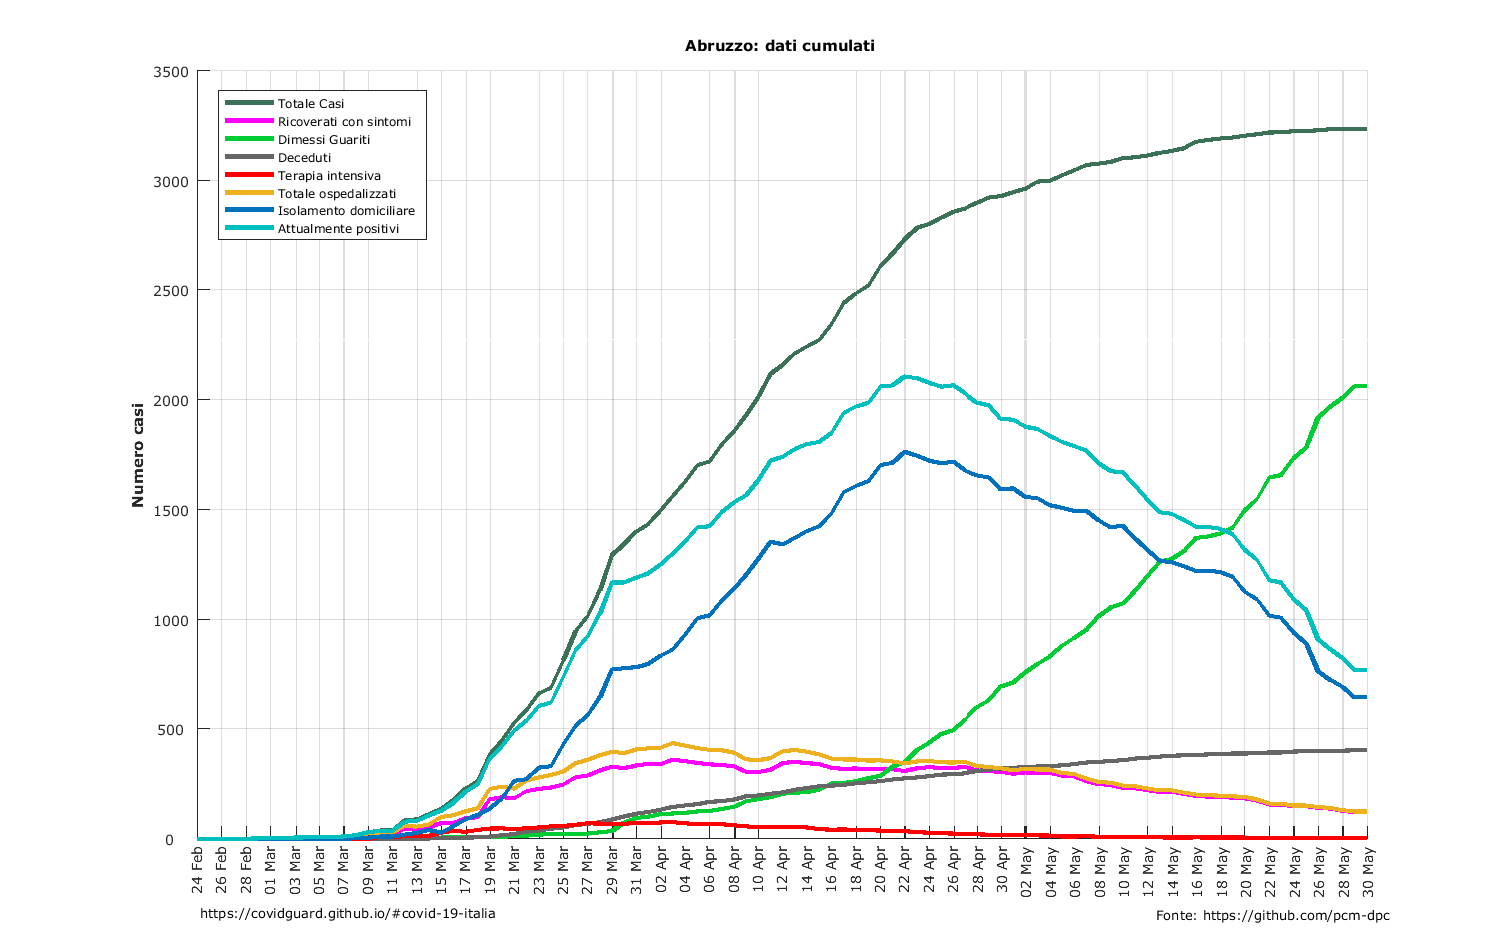 Abruzzo: dati cumulati
3500
3000
2500
2000
1500
1000
500
0
Numero casi
Totale Casi
Ricoverati con sintomi
Dimessi Guariti
Deceduti
Terapia intensiva
Totale ospedalizzati
Isolamento domiciliare
Attualmente positivi
24 Feb
26 Feb
28 Feb
01 Mar
03 Mar
05 Mar
07 Mar
09 Mar
11 Mar
13 Mar
15 Mar
17 Mar
19 Mar
21 Mar
23 Mar
25 Mar
27 Mar
29 Mar
31 Mar
02 Apr
04 Apr
06 Apr
08 Apr
10 Apr
12 Apr
14 Apr
16 Apr
18 Apr
20 Apr
22 Apr
24 Apr
26 Apr
28 Apr
30 Apr
02 May
04 May
06 May
08 May
10 May
12 May
14 May
16 May
18 May
20 May
22 May
24 May
26 May
28 May
30 May
https://covidguard.github.io/#covid-19-italia
Fonte: https://github.com/pcm-dpc